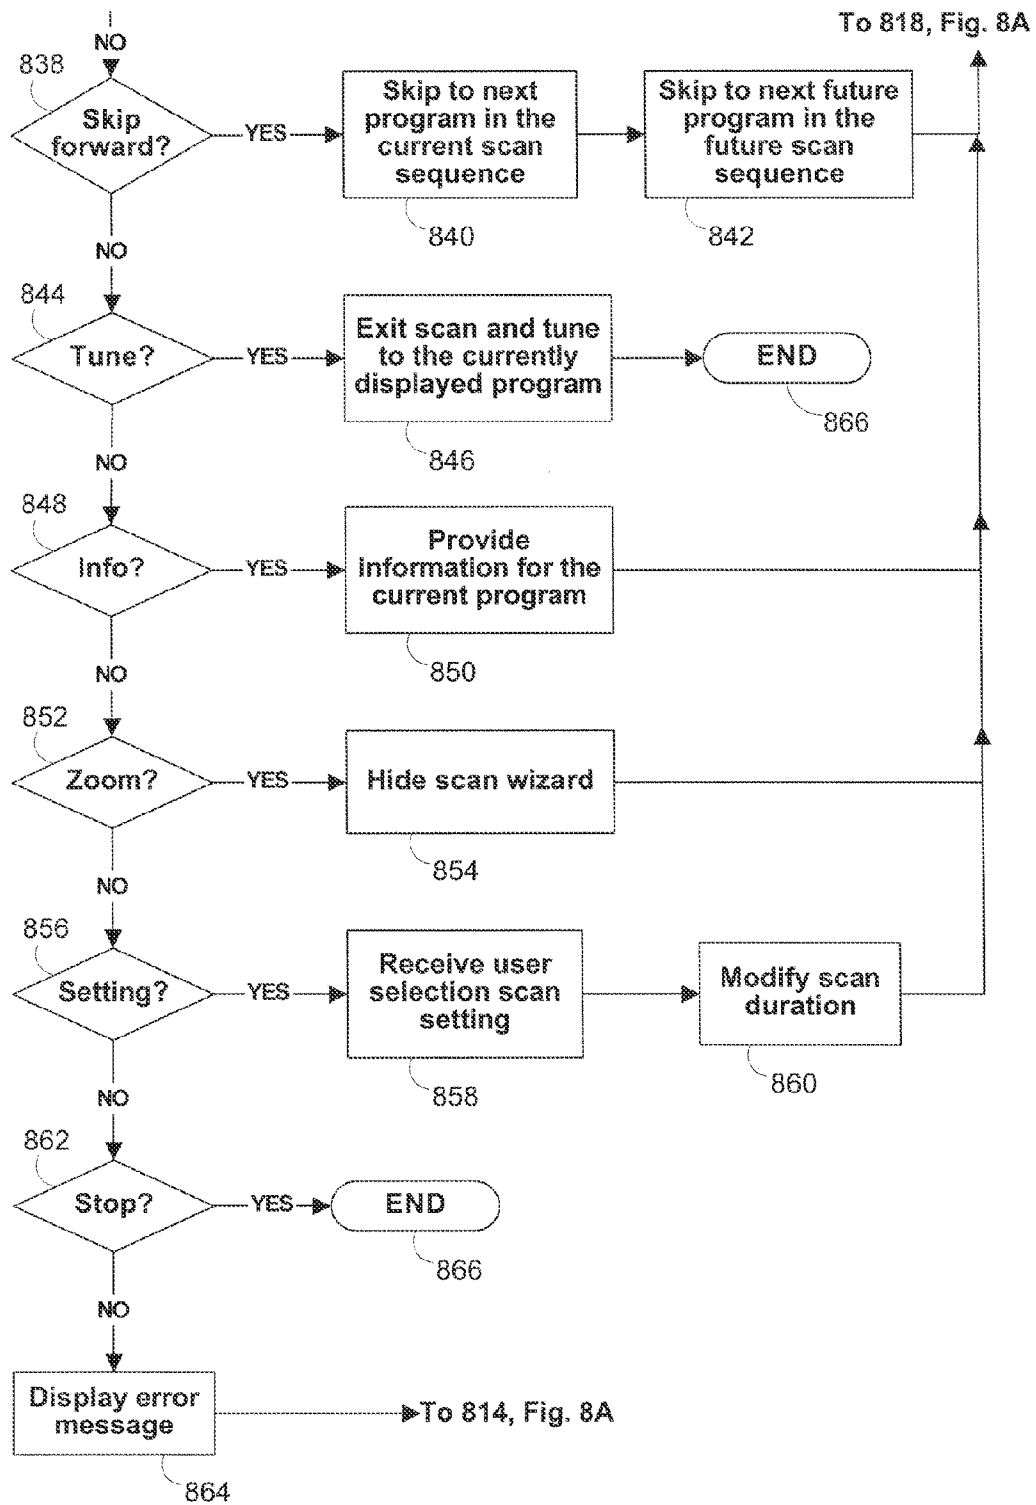 To 818, Fig. 8A
NO
838
Skip
forward?
YES
Skip to next
program in the
current scan
sequence
840
Skip to next future
program in the
future scan
sequence
842
NO
844
Tune?
YES
Exit scan and tune
to the currently
displayed program
846
END
866
NO
848
Info?
YES
Provide
information for the
current program
850
NO
852
Zoom?
YES
Hide scan wizard
854
NO
856
Setting?
YES
Receive user
selection scan
setting
858
Modify scan
duration
860
NO
862
Stop?
YES
END
866
NO
Display error
message
864
To 814, Fig. 8A